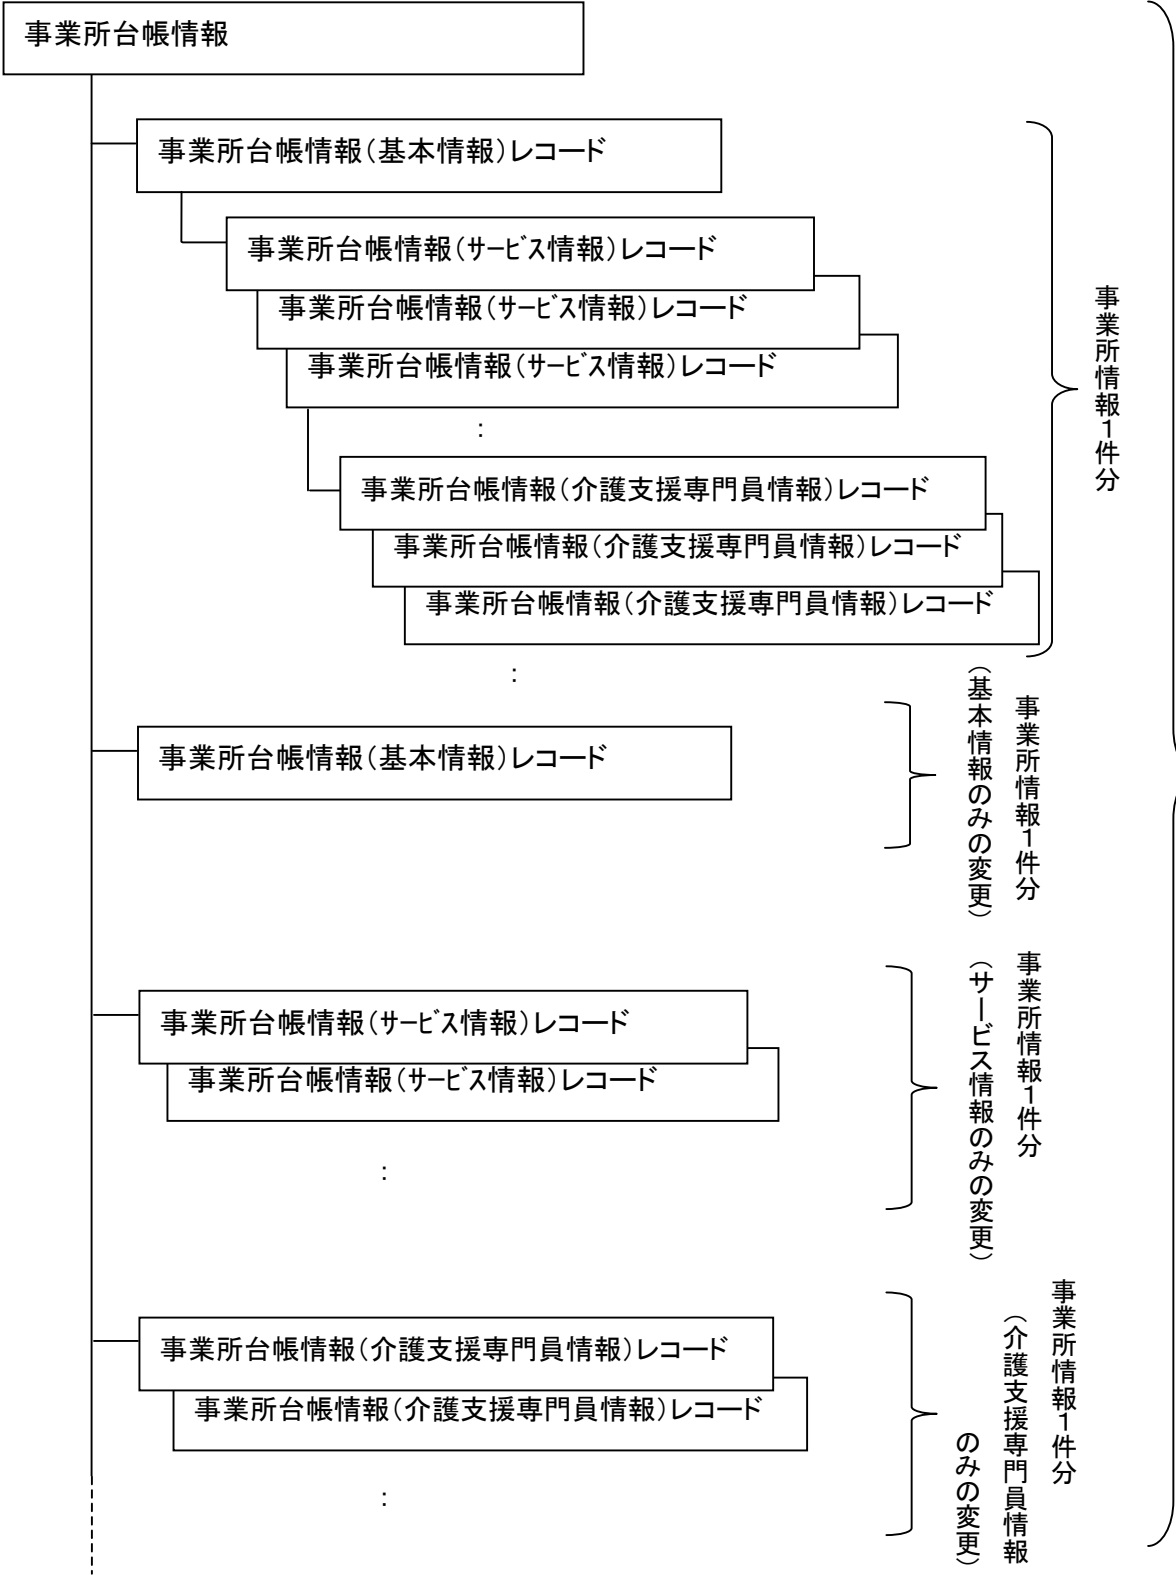 事業所台帳情報
事業所台帳情報（基本情報）レコード
事業所台帳情報（ｻｰﾋﾞｽ情報）レコード
事業所台帳情報（ｻｰﾋﾞｽ情報）レコード
事業所台帳情報（ｻｰﾋﾞｽ情報）レコード
：
事業所台帳情報（介護支援専門員情報）レコード
事業所台帳情報（介護支援専門員情報）レコード
事業所台帳情報（介護支援専門員情報）レコード
：
事業所情報１件分
事業所台帳情報（基本情報）レコード
事業所情報１件分
（基本情報のみの変更）
事業所台帳情報（ｻｰﾋﾞｽ情報）レコード
事業所台帳情報（ｻｰﾋﾞｽ情報）レコード
：
事業所情報１件分
（サービス情報のみの変更）
事業所台帳情報（介護支援専門員情報）レコード
事業所台帳情報（介護支援専門員情報）レコード
：
事業所情報１件分
（介護支援専門員情報
のみの変更）